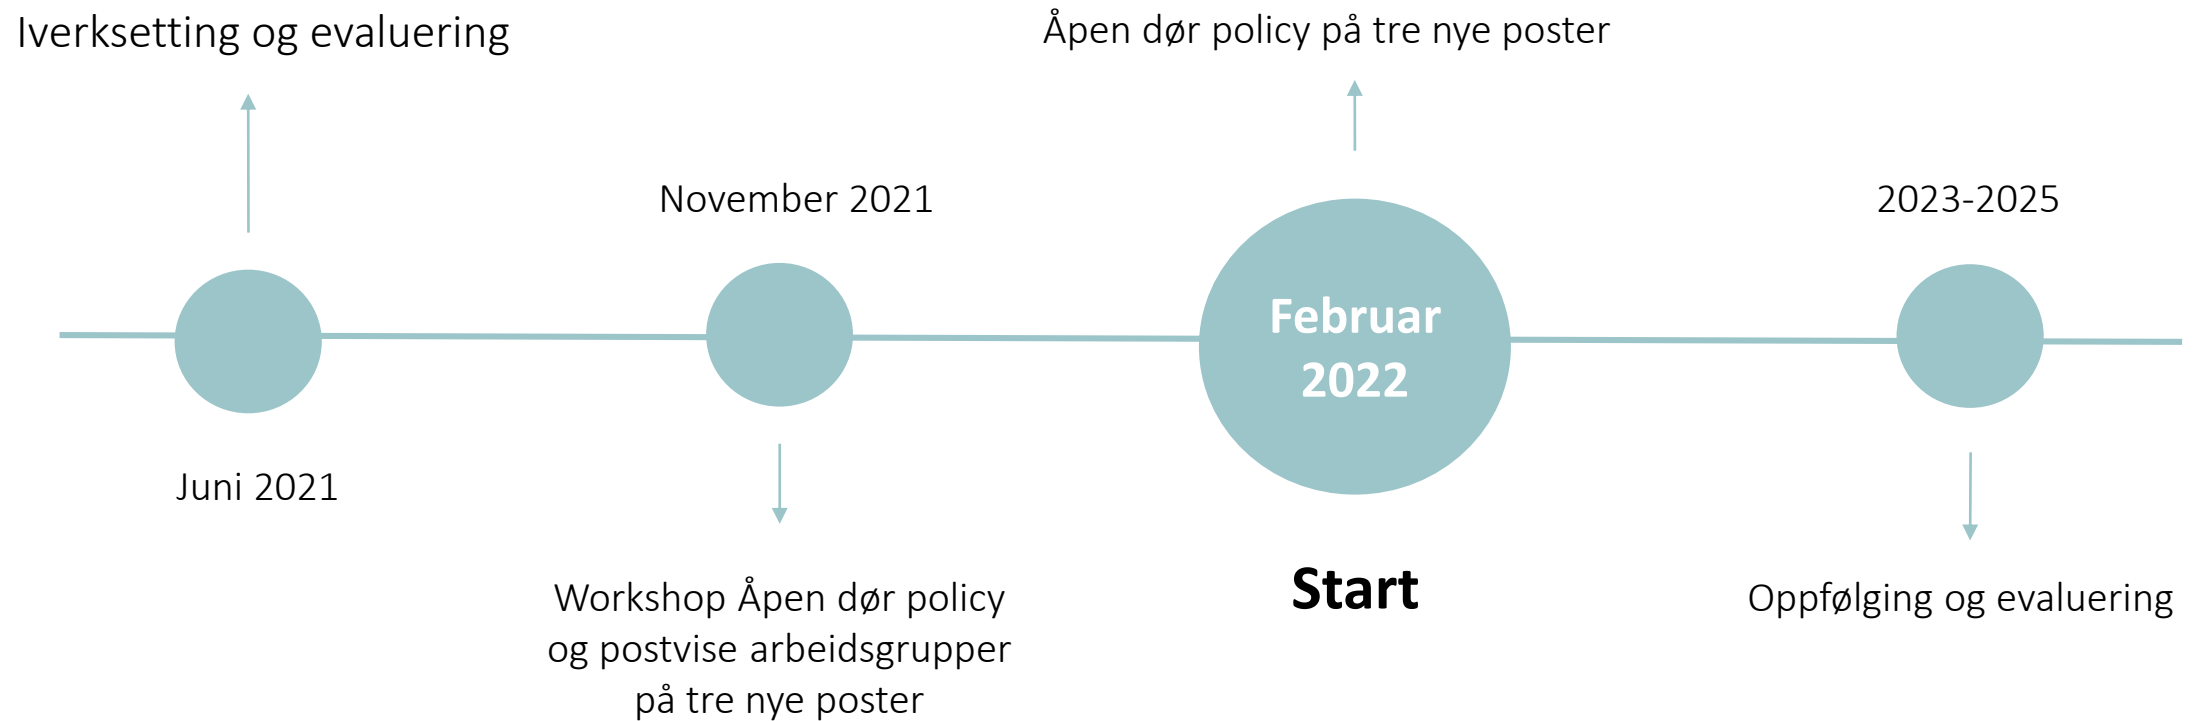 Iverksetting og evaluering
Juni 2021
November 2021
Workshop Åpen dør policy
og postvise arbeidsgrupper
på tre nye poster
Åpen dør policy på tre nye poster
Februar
2022
Start
2023-2025
Oppfølging og evaluering